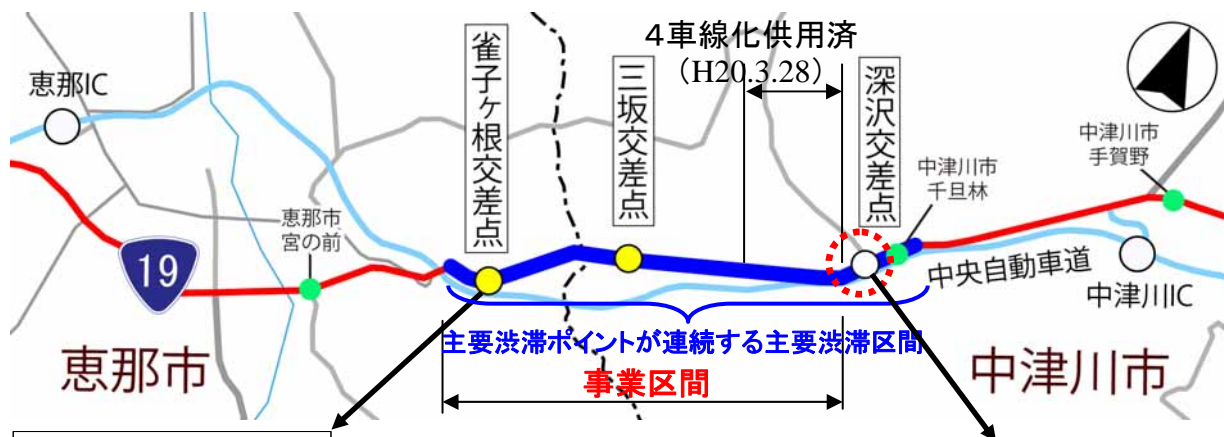 4車線化供用済
(H20.3.28)
恵那IC
雀子ヶ根交差点
三坂交差点
深沢交差点
中津川市
手賀野
中津川市
千旦林
恵那市
宮の前
19
中央自動車道
中津川IC
主要渋滞ポイントが連続する主要渋滞区間
事業区間
恵那市
中津川市